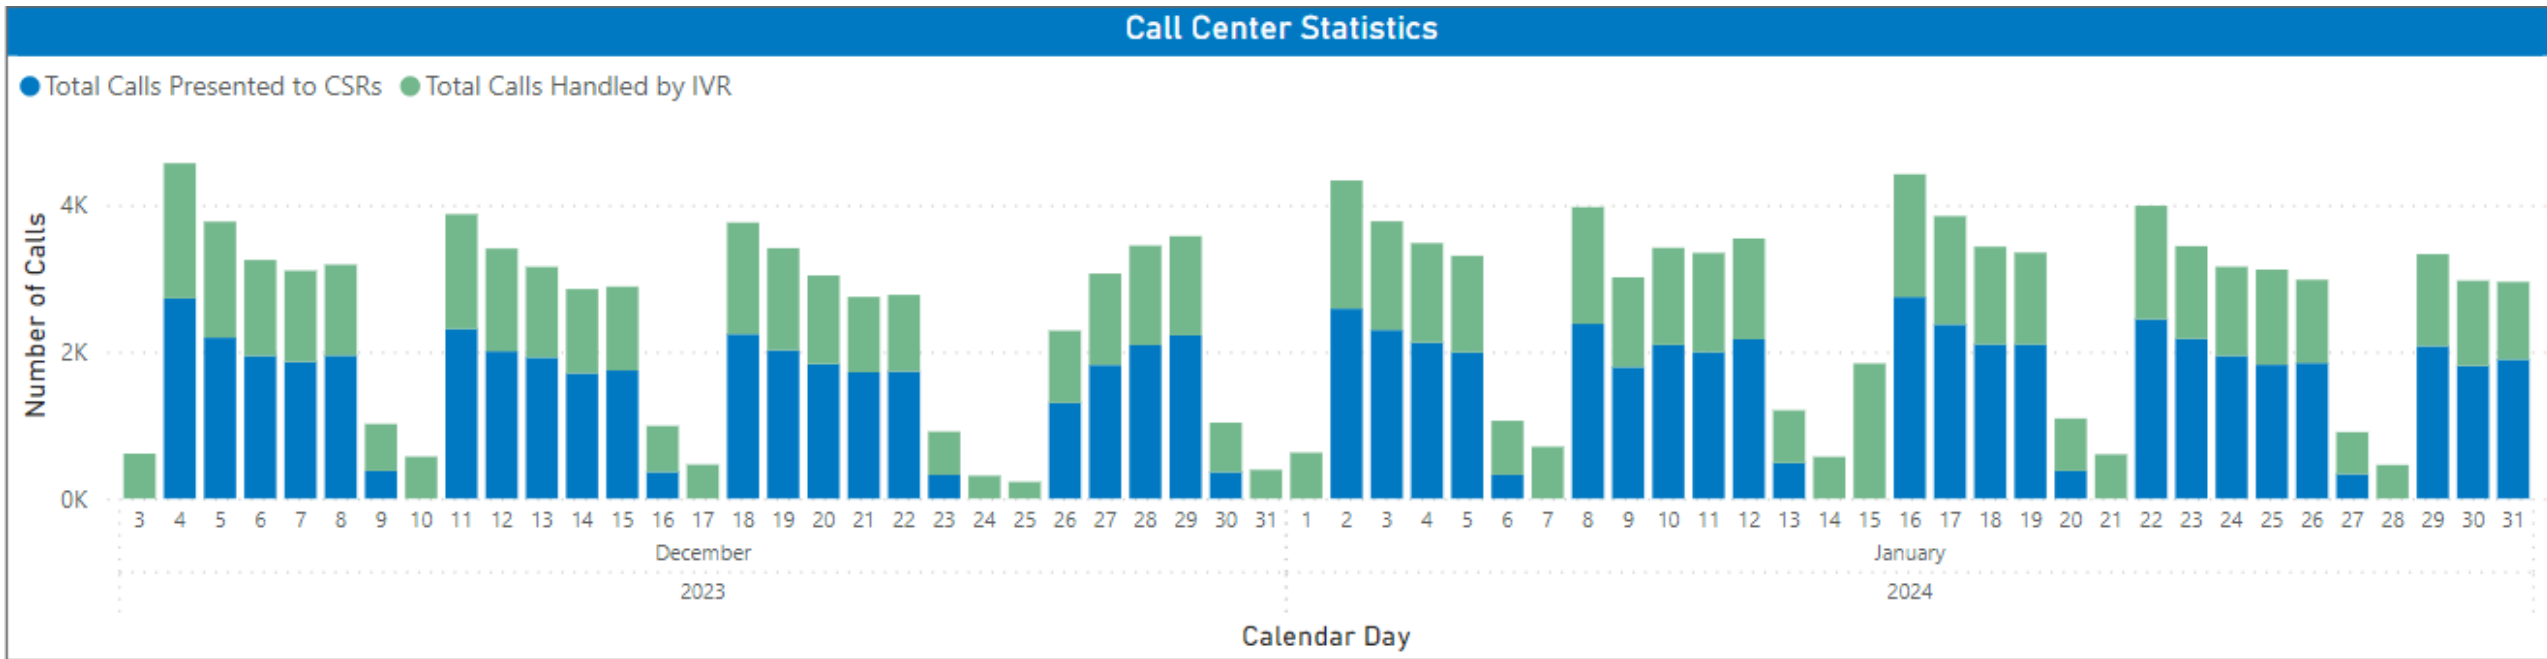 Call Center Statistics
Total Calls Presented to CSRs Total Calls Handled by IVR
Number of Calls
4K
2K
0K
3 4 5 6 7 8 9 10 11 12 13 14 15 16 17 18 19 20 21 22 23 24 25 26 27 28 29 30 31 1 2 3 4 5 6 7 8 9 10 11 12 13 14 15 16 17 18 19 20 21 22 23 24 25 26 27 28 29 30 31
December January
2023 2024
Calendar Day